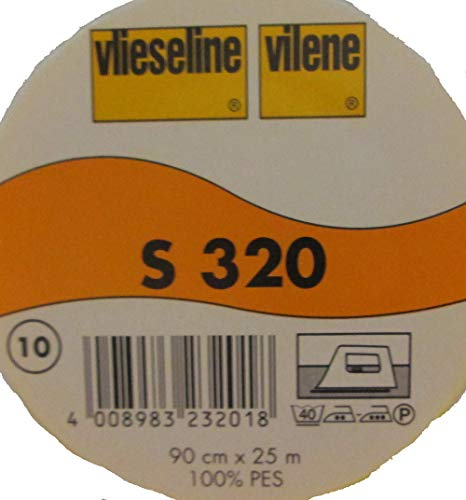 vlieseline ® vilene ®
S 320
10
4 008983 232018
40 P
90 cm x 25 m
100% PES